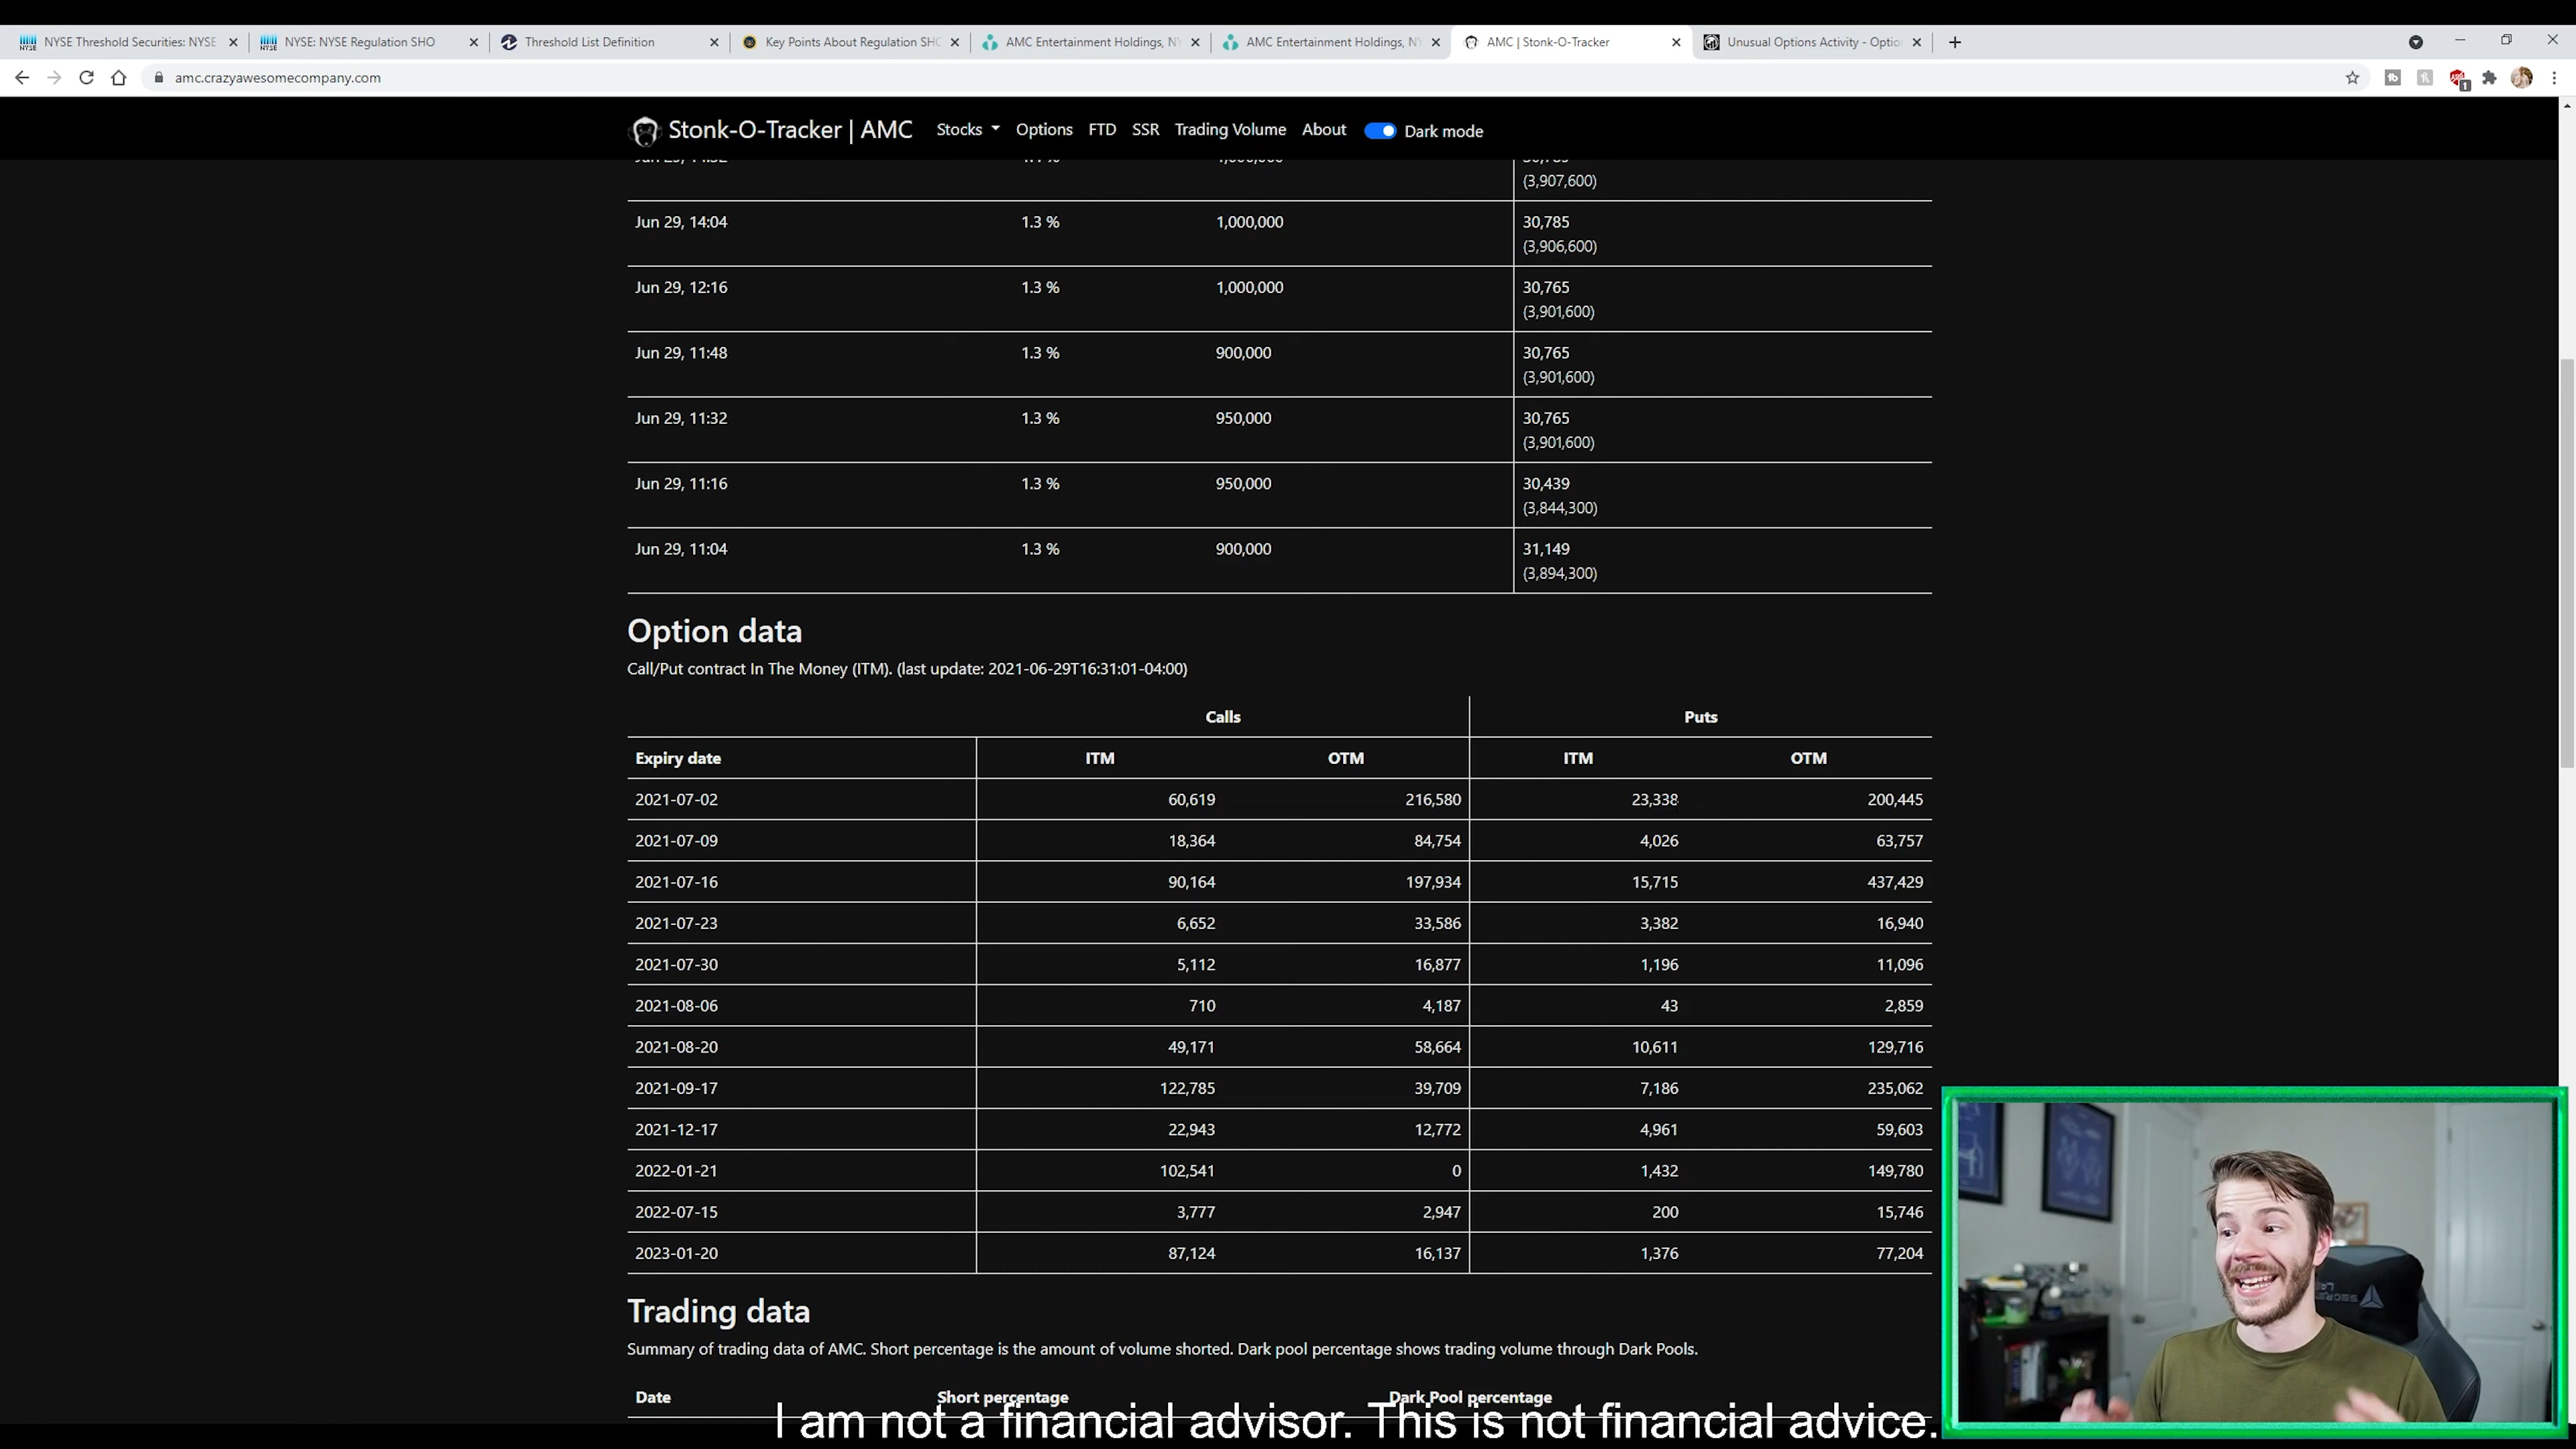 NYSE Threshold Securities: NYSE
NYSE: NYSE Regulation SHO
Threshold List Definition
Key Points About Regulation SHO
AMC Entertainment Holdings, NY
AMC Entertainment Holdings, NY
AMC | Stonk-O-Tracker
Unusual Options Activity - Optio
amc.crazyawesomecompany.com
1
Stonk-O-Tracker | AMC Stocks Options FTD SSR Trading Volume About Dark mode
(3,907,600)
Jun 29, 14:04 1.3 % 1,000,000 30,785
(3,906,600)
Jun 29, 12:16 1.3 % 1,000,000 30,765
(3,901,600)
Jun 29, 11:48 1.3 % 900,000 30,765
(3,901,600)
Jun 29, 11:32 1.3 % 950,000 30,765
(3,901,600)
Jun 29, 11:16 1.3 % 950,000 30,439
(3,844,300)
Jun 29, 11:04 1.3 % 900,000 31,149
(3,894,300)
Option data
Call/Put contract In The Money (ITM). (last update: 2021-06-29T16:31:01-04:00)
Calls Puts
Expiry date ITM OTM ITM OTM
2021-07-02 60,619 216,580 23,338 200,445
2021-07-09 18,364 84,754 4,026 63,757
2021-07-16 90,164 197,934 15,715 437,429
2021-07-23 6,652 33,586 3,382 16,940
2021-07-30 5,112 16,877 1,196 11,096
2021-08-06 710 4,187 43 2,859
2021-08-20 49,171 58,664 10,611 129,716
2021-09-17 122,785 39,709 7,186 235,062
2021-12-17 22,943 12,772 4,961 59,603
2022-01-21 102,541 0 1,432 149,780
2022-07-15 3,777 2,947 200 15,746
2023-01-20 87,124 16,137 1,376 77,204
Trading data
Summary of trading data of AMC. Short percentage is the amount of volume shorted. Dark pool percentage shows trading volume through Dark Pools.
Date Short percentage Dark Pool percentage
I am not a financial advisor. This is not financial advice.